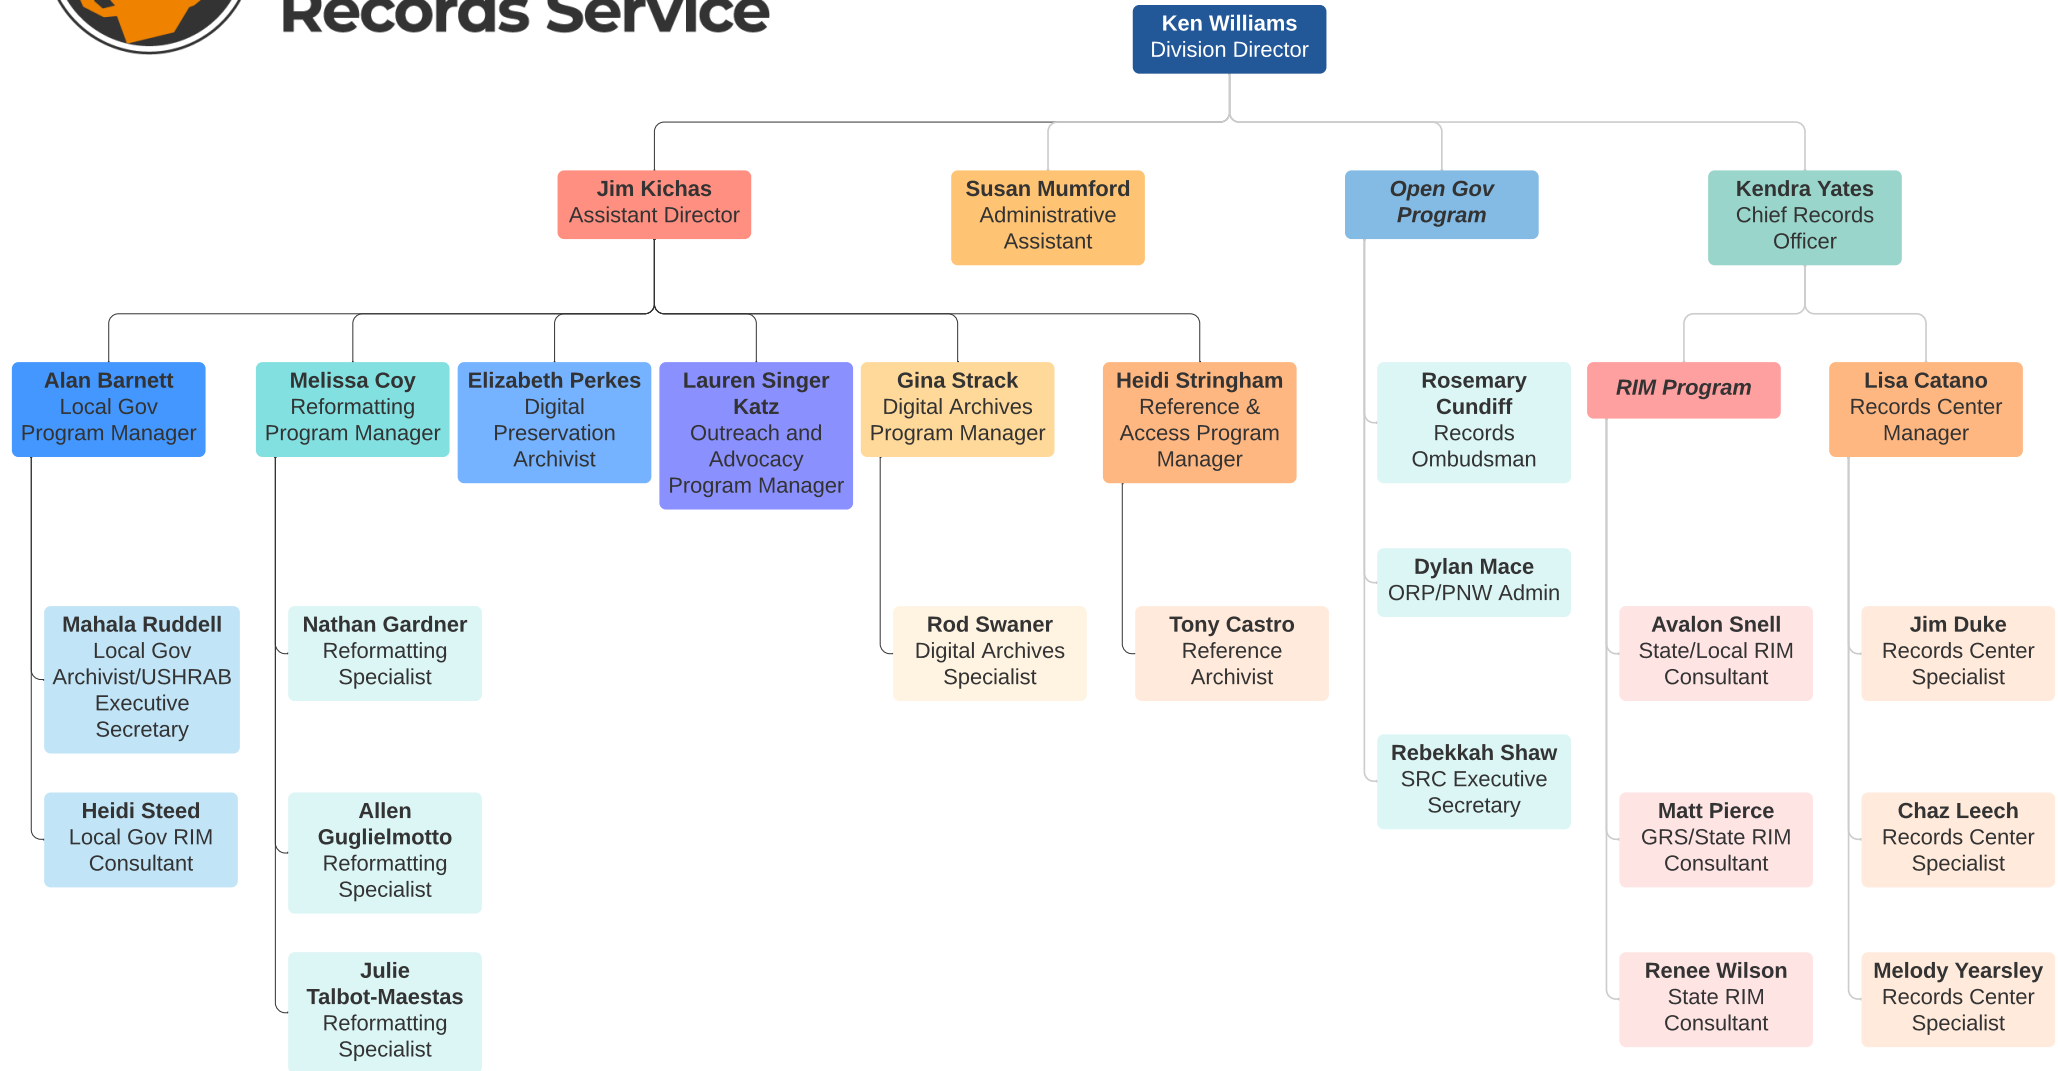 Records Service
Ken Williams
Division Director
Jim Kichas
Assistant Director
Susan Mumford
Administrative
Assistant
Open Gov
Program
Kendra Yates
Chief Records
Officer
Alan Barnett
Local Gov
Program Manager
Melissa Coy
Reformatting
Program Manager
Elizabeth Perkes
Digital
Preservation
Archivist
Lauren Singer
Katz
Outreach and
Advocacy
Program Manager
Gina Strack
Digital Archives
Program Manager
Heidi Stringham
Reference &
Access Program
Manager
Rosemary
Cundiff
Records
Ombudsman
RIM Program
Lisa Catano
Records Center
Manager
Dylan Mace
ORP/PNW Admin
Mahala Ruddell
Local Gov
Archivist/USHRAB
Executive
Secretary
Nathan Gardner
Reformatting
Specialist
Rod Swaner
Digital Archives
Specialist
Tony Castro
Reference
Archivist
Avalon Snell
State/Local RIM
Consultant
Jim Duke
Records Center
Specialist
Rebekkah Shaw
SRC Executive
Secretary
Heidi Steed
Local Gov RIM
Consultant
Allen
Guglielmotto
Reformatting
Specialist
Matt Pierce
GRS/State RIM
Consultant
Chaz Leech
Records Center
Specialist
Julie
Talbot-Maestas
Reformatting
Specialist
Renee Wilson
State RIM
Consultant
Melody Yearsley
Records Center
Specialist